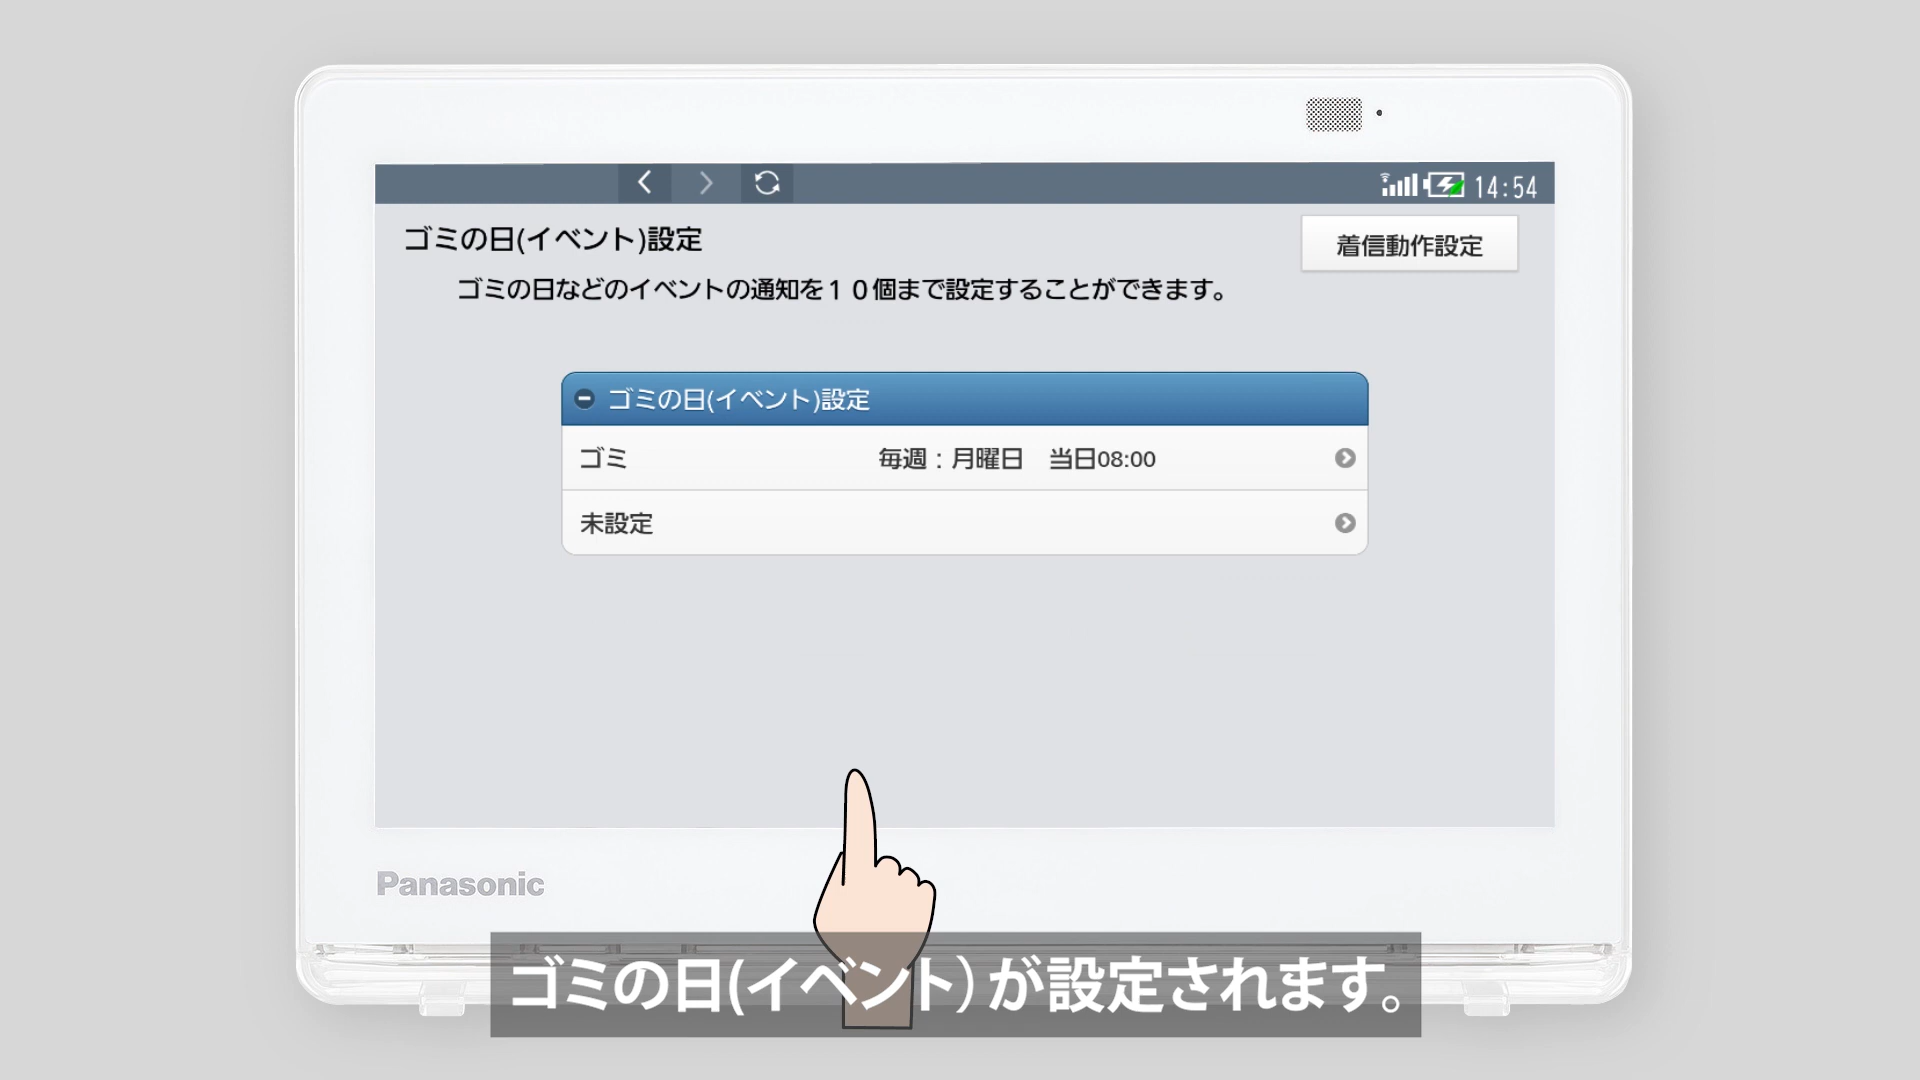 14:54
ゴミの日(イベント)設定
着信動作設定
ゴミの日などのイベントの通知を10個まで設定することができます。
ゴミの日(イベント)設定
ゴミ 毎週：月曜日 当日08:00
未設定
Panasonic
ゴミの日(イベント)が設定されます。